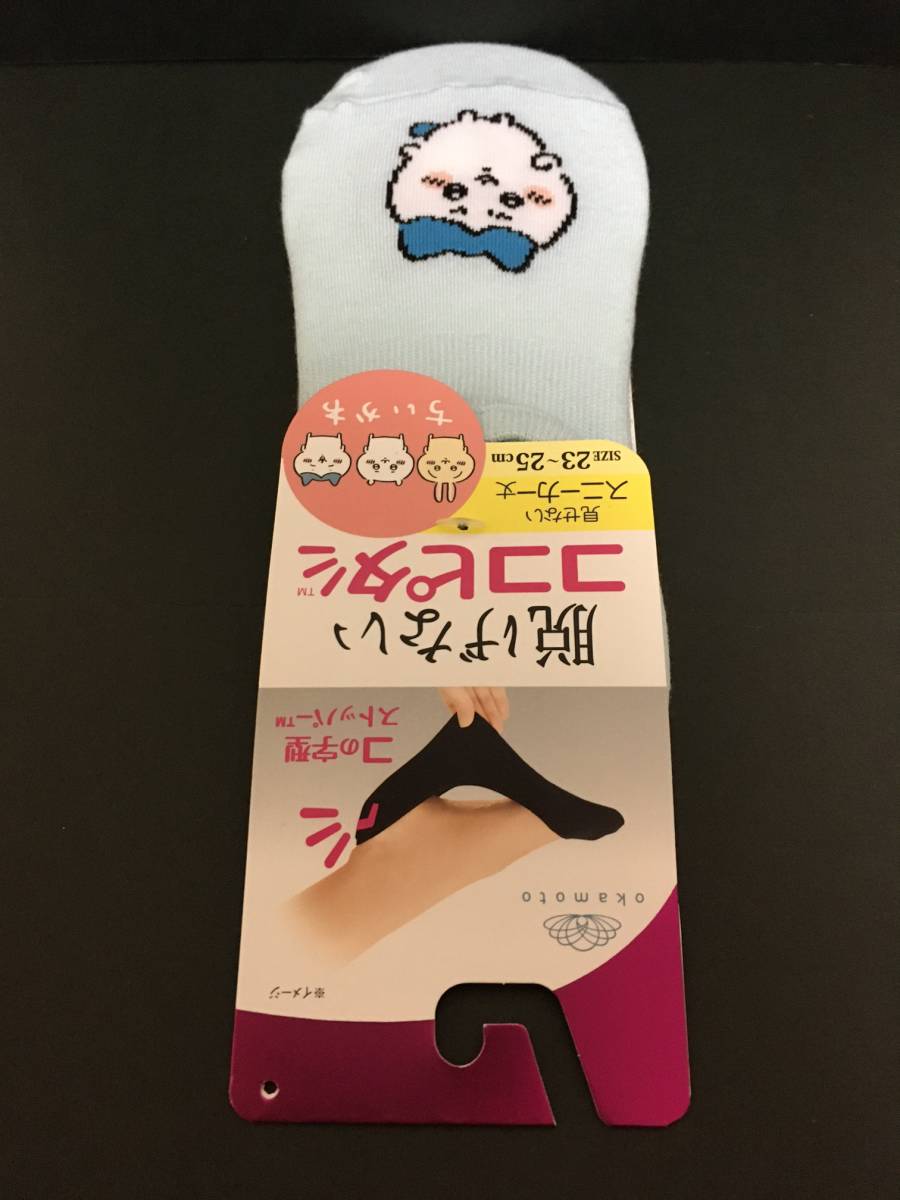 ※イメージ
okamoto
コの字型
ストッパー™
脱げない
ココピタ™
見せない
スニーカー丈
SIZE 23~25cm
ちいかわ